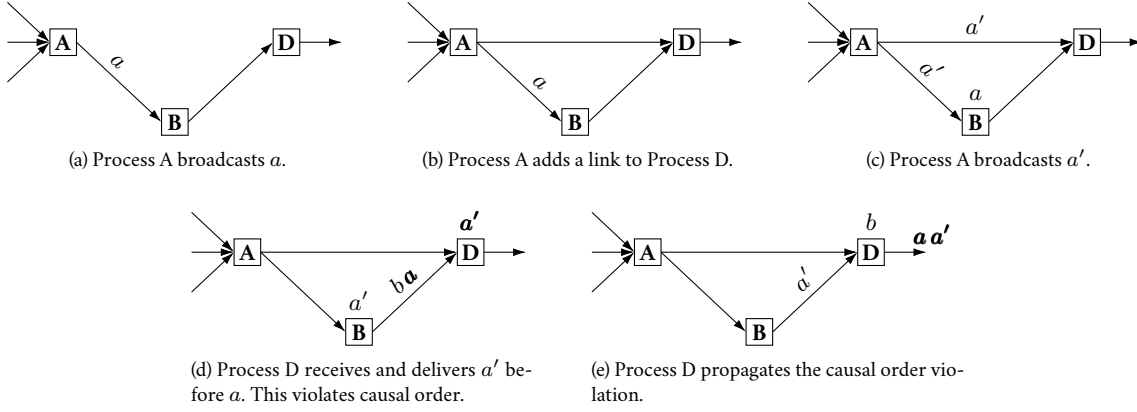 A
a
B
D
(a) Process A broadcasts a.
A
a
B
D
(b) Process A adds a link to Process D.
a′
A
D
a′
a
B
(c) Process A broadcasts a′.
a′
A
D
ba
a′
B
(d) Process D receives and delivers a′ be-
fore a. This violates causal order.
b
a a′
A
D
a′
B
(e) Process D propagates the causal order vio-
lation.